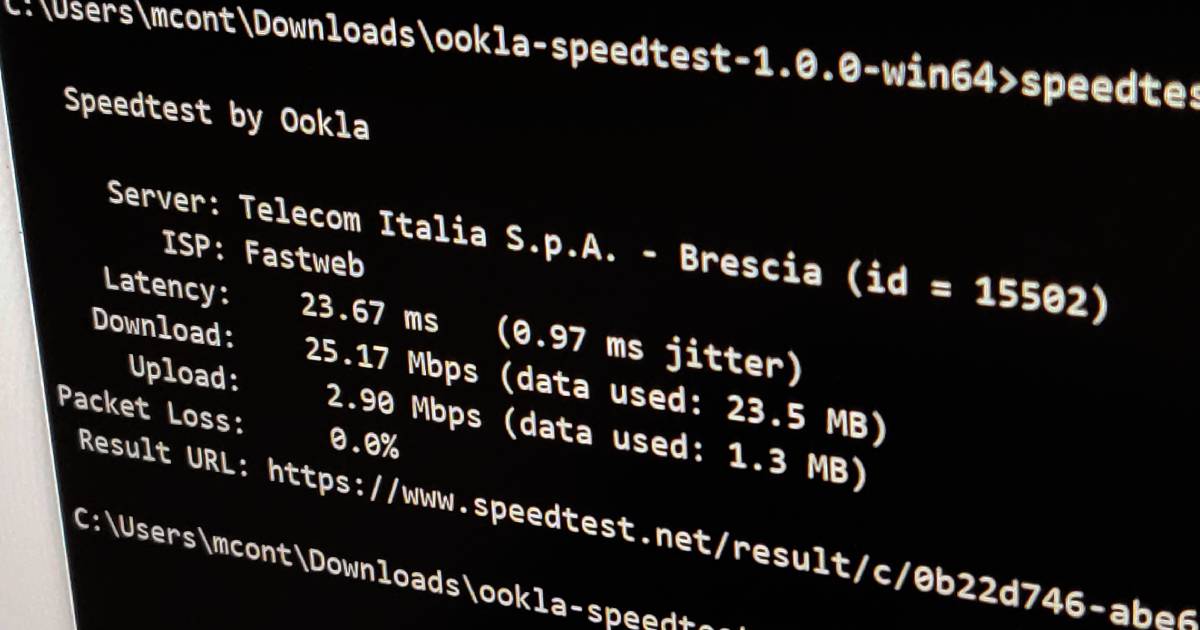 C:\Users\mcont\Downloads\ookla-speedtest-1.0.0-win64>speedtes
Speedtest by Ookla
Server: Telecom Italia S.p.A. - Brescia (id = 15502)
ISP: Fastweb
Latency: 23.67 ms (0.97 ms jitter)
Download: 25.17 Mbps (data used: 23.5 MB)
Upload: 2.90 Mbps (data used: 1.3 MB)
Packet Loss: 0.0%
Result URL: https://www.speedtest.net/result/c/0b22d746-abe6
C:\Users\mcont\Downloads\ookla-speedt